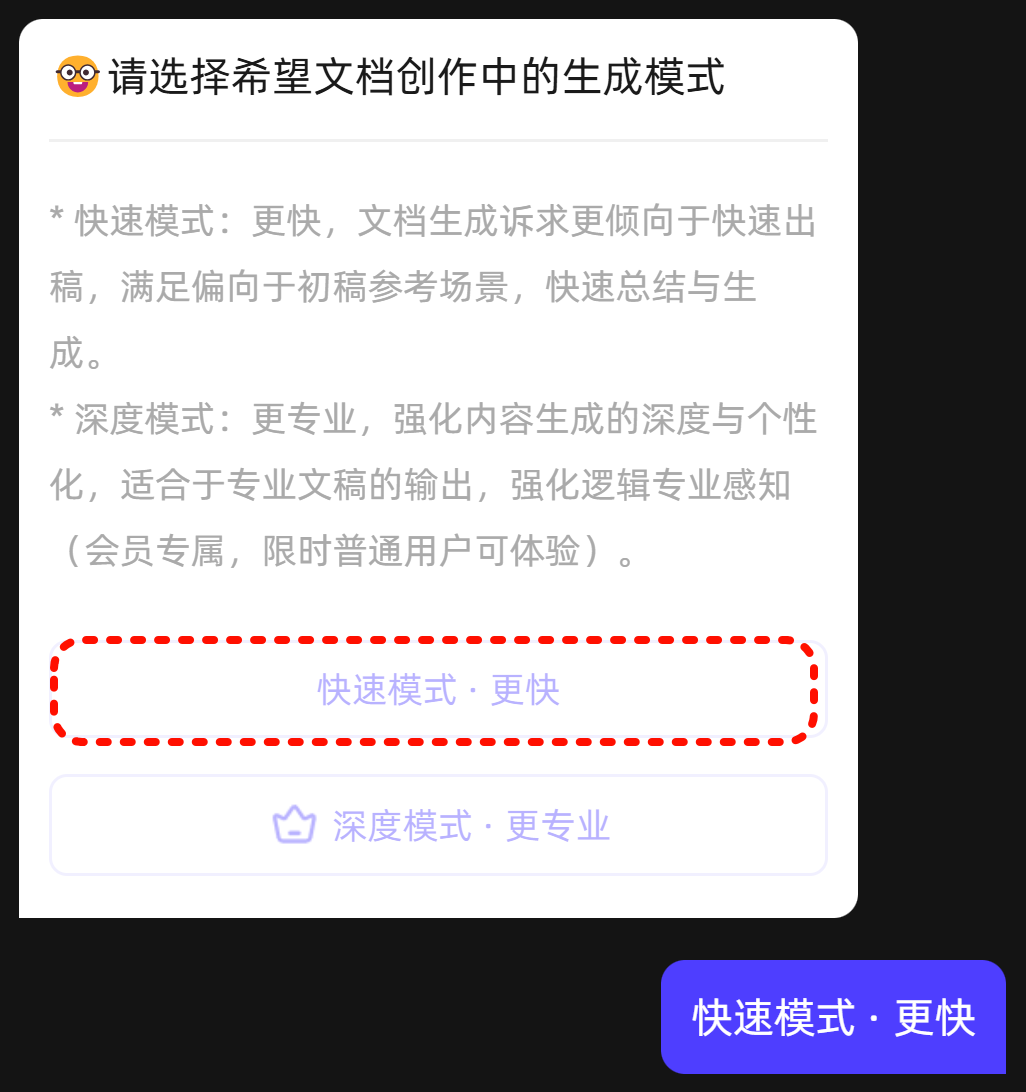 🤓请选择希望文档创作中的生成模式
* 快速模式：更快，文档生成诉求更倾向于快速出
稿，满足偏向于初稿参考场景，快速总结与生
成。
* 深度模式：更专业，强化内容生成的深度与个性
化，适合于专业文稿的输出，强化逻辑专业感知
（会员专属，限时普通用户可体验）。
快速模式 · 更快
深度模式 · 更专业
快速模式 · 更快